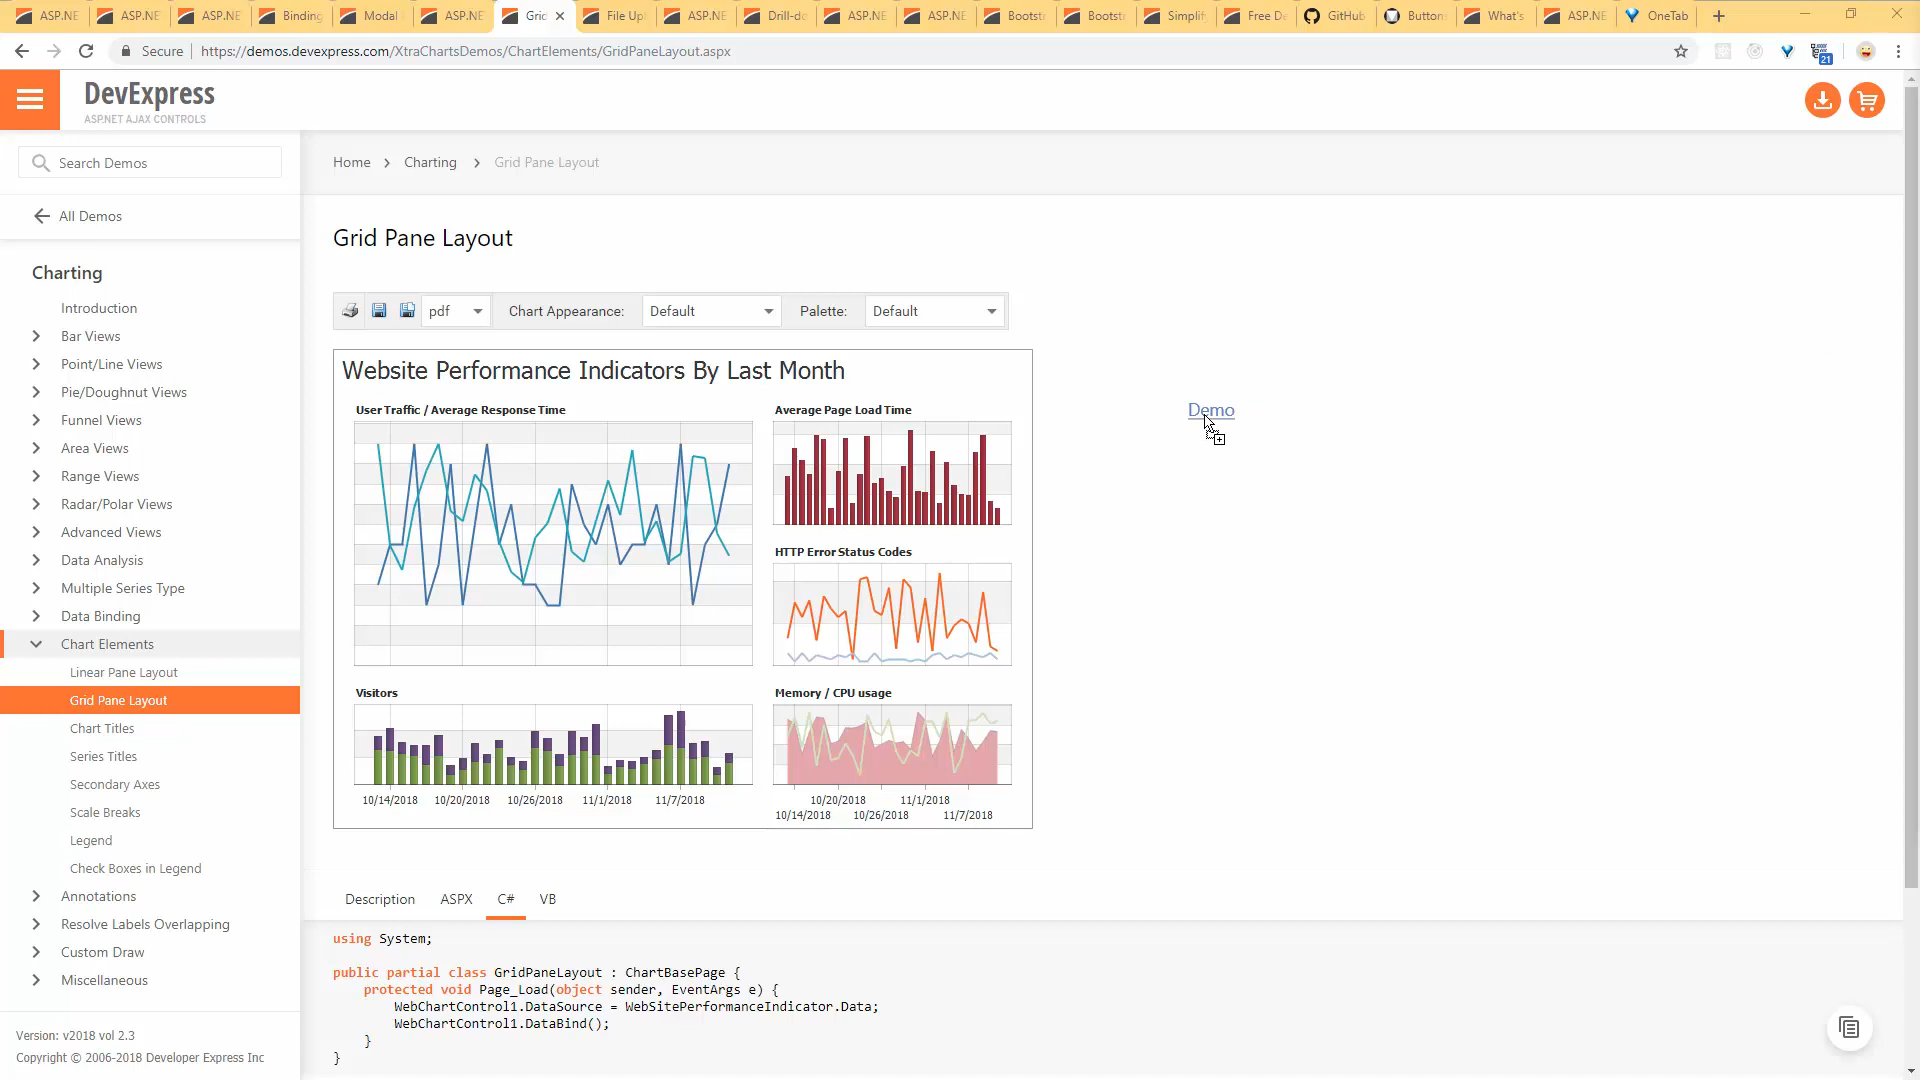 ASP.NE
ASP.NE
ASP.NE
Binding
Modal
ASP.NE
Grid
File Up
ASP.NE
Drill-do
ASP.NE
ASP.NE
Bootst
Bootst
Simplif
Free De
GitHub
Button
What's
ASP.NE
OneTab
Secure
https://demos.devexpress.com/XtraChartsDemos/ChartElements/GridPaneLayout.aspx
21
DevExpress
ASP.NET AJAX CONTROLS
Search Demos
All Demos
Charting
Introduction
Bar Views
Point/Line Views
Pie/Doughnut Views
Funnel Views
Area Views
Range Views
Radar/Polar Views
Advanced Views
Data Analysis
Multiple Series Type
Data Binding
Chart Elements
Linear Pane Layout
Grid Pane Layout
Chart Titles
Series Titles
Secondary Axes
Scale Breaks
Legend
Check Boxes in Legend
Annotations
Resolve Labels Overlapping
Custom Draw
Miscellaneous
Version: v2018 vol 2.3
Copyright © 2006-2018 Developer Express Inc
Home > Charting > Grid Pane Layout
Grid Pane Layout
pdf
Chart Appearance:
Default
Palette:
Default
Website Performance Indicators By Last Month
User Traffic / Average Response Time
Average Page Load Time
HTTP Error Status Codes
Visitors
Memory / CPU usage
10/14/2018 10/20/2018 10/26/2018 11/1/2018 11/7/2018
10/20/2018 11/1/2018
10/14/2018 10/26/2018 11/7/2018
Demo
Description ASPX C# VB
using System;
public partial class GridPaneLayout : ChartBasePage {
protected void Page_Load(object sender, EventArgs e) {
WebChartControl1.DataSource = WebSitePerformanceIndicator.Data;
WebChartControl1.DataBind();
}
}